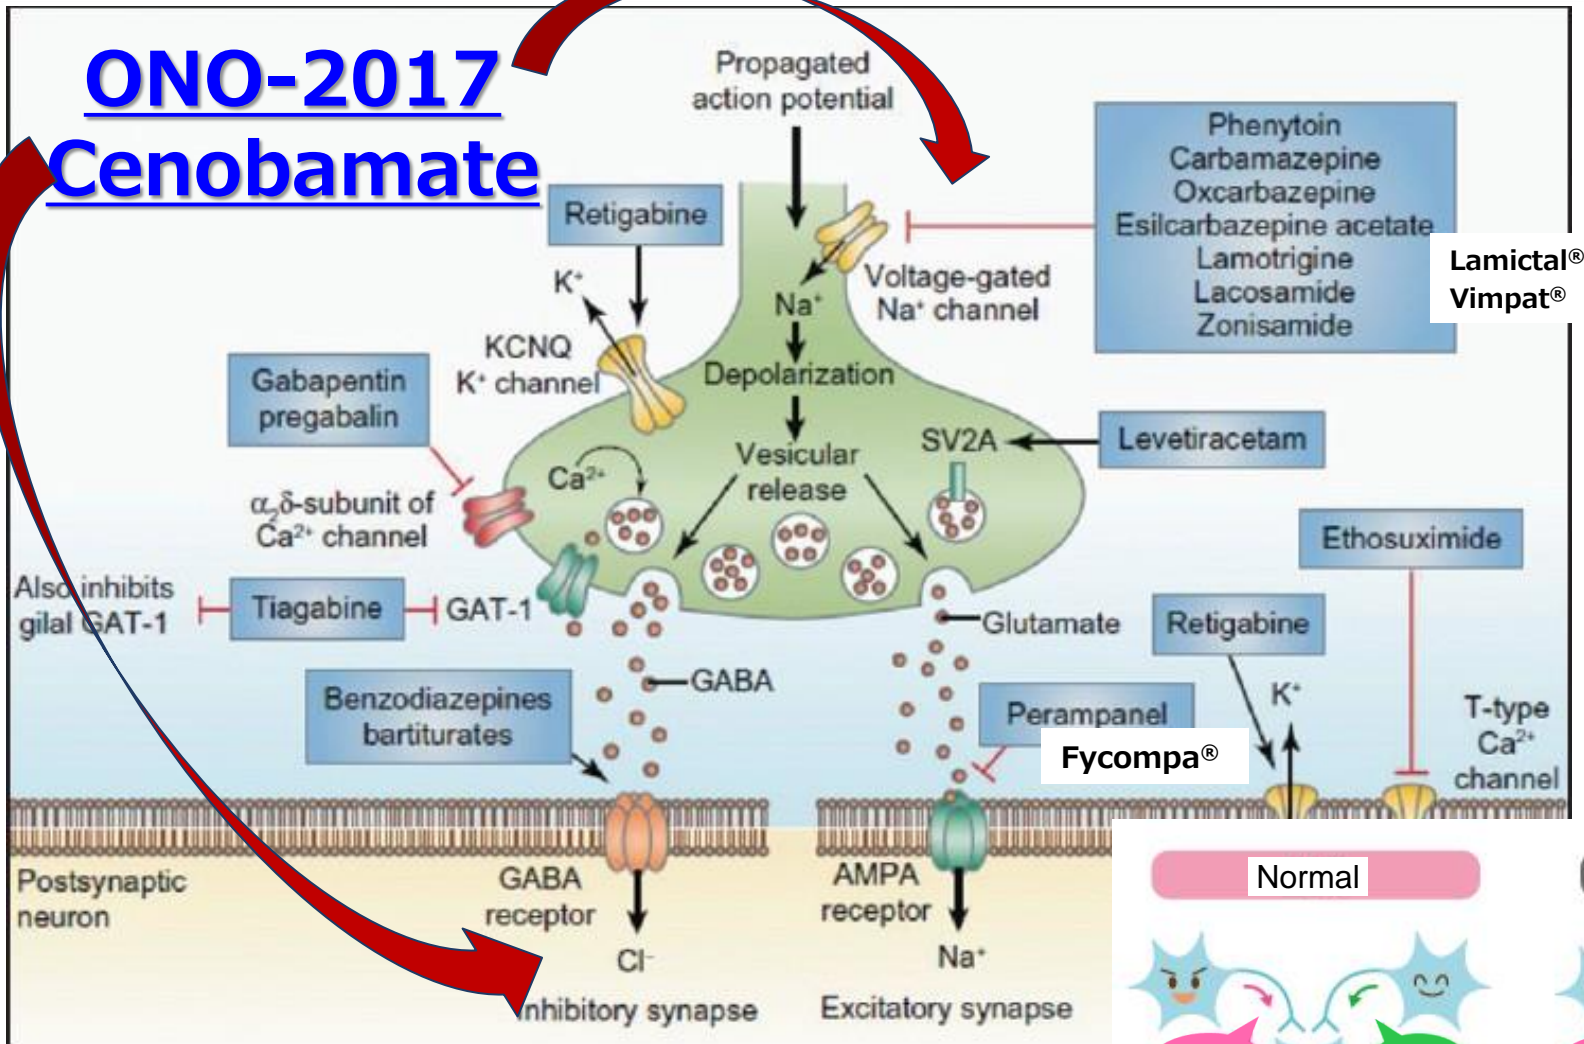 ONO-2017
Cenobamate
Propagated
action potential
Phenytoin
Carbamazepine
Oxcarbazepine
Esilcarbazepine acetate
Lamotrigine
Lacosamide
Zonisamide
Lamictal®
Vimpat®
Retigabine
K⁺
Na⁺
Voltage-gated
Na⁺ channel
KCNQ
K⁺ channel
Depolarization
Gabapentin
pregabalin
SV2A
Levetiracetam
Vesicular
release
Ca²⁺
α₂δ-subunit of
Ca²⁺ channel
Ethosuximide
Also inhibits
gilal GAT-1
Tiagabine
GAT-1
Glutamate
Retigabine
GABA
Benzodiazepines
bartiturates
Perampanel
Fycompa®
K⁺
T-type
Ca²⁺
channel
Postsynaptic
neuron
GABA
receptor
AMPA
receptor
Cl⁻
Na⁺
Inhibitory synapse
Excitatory synapse
Normal